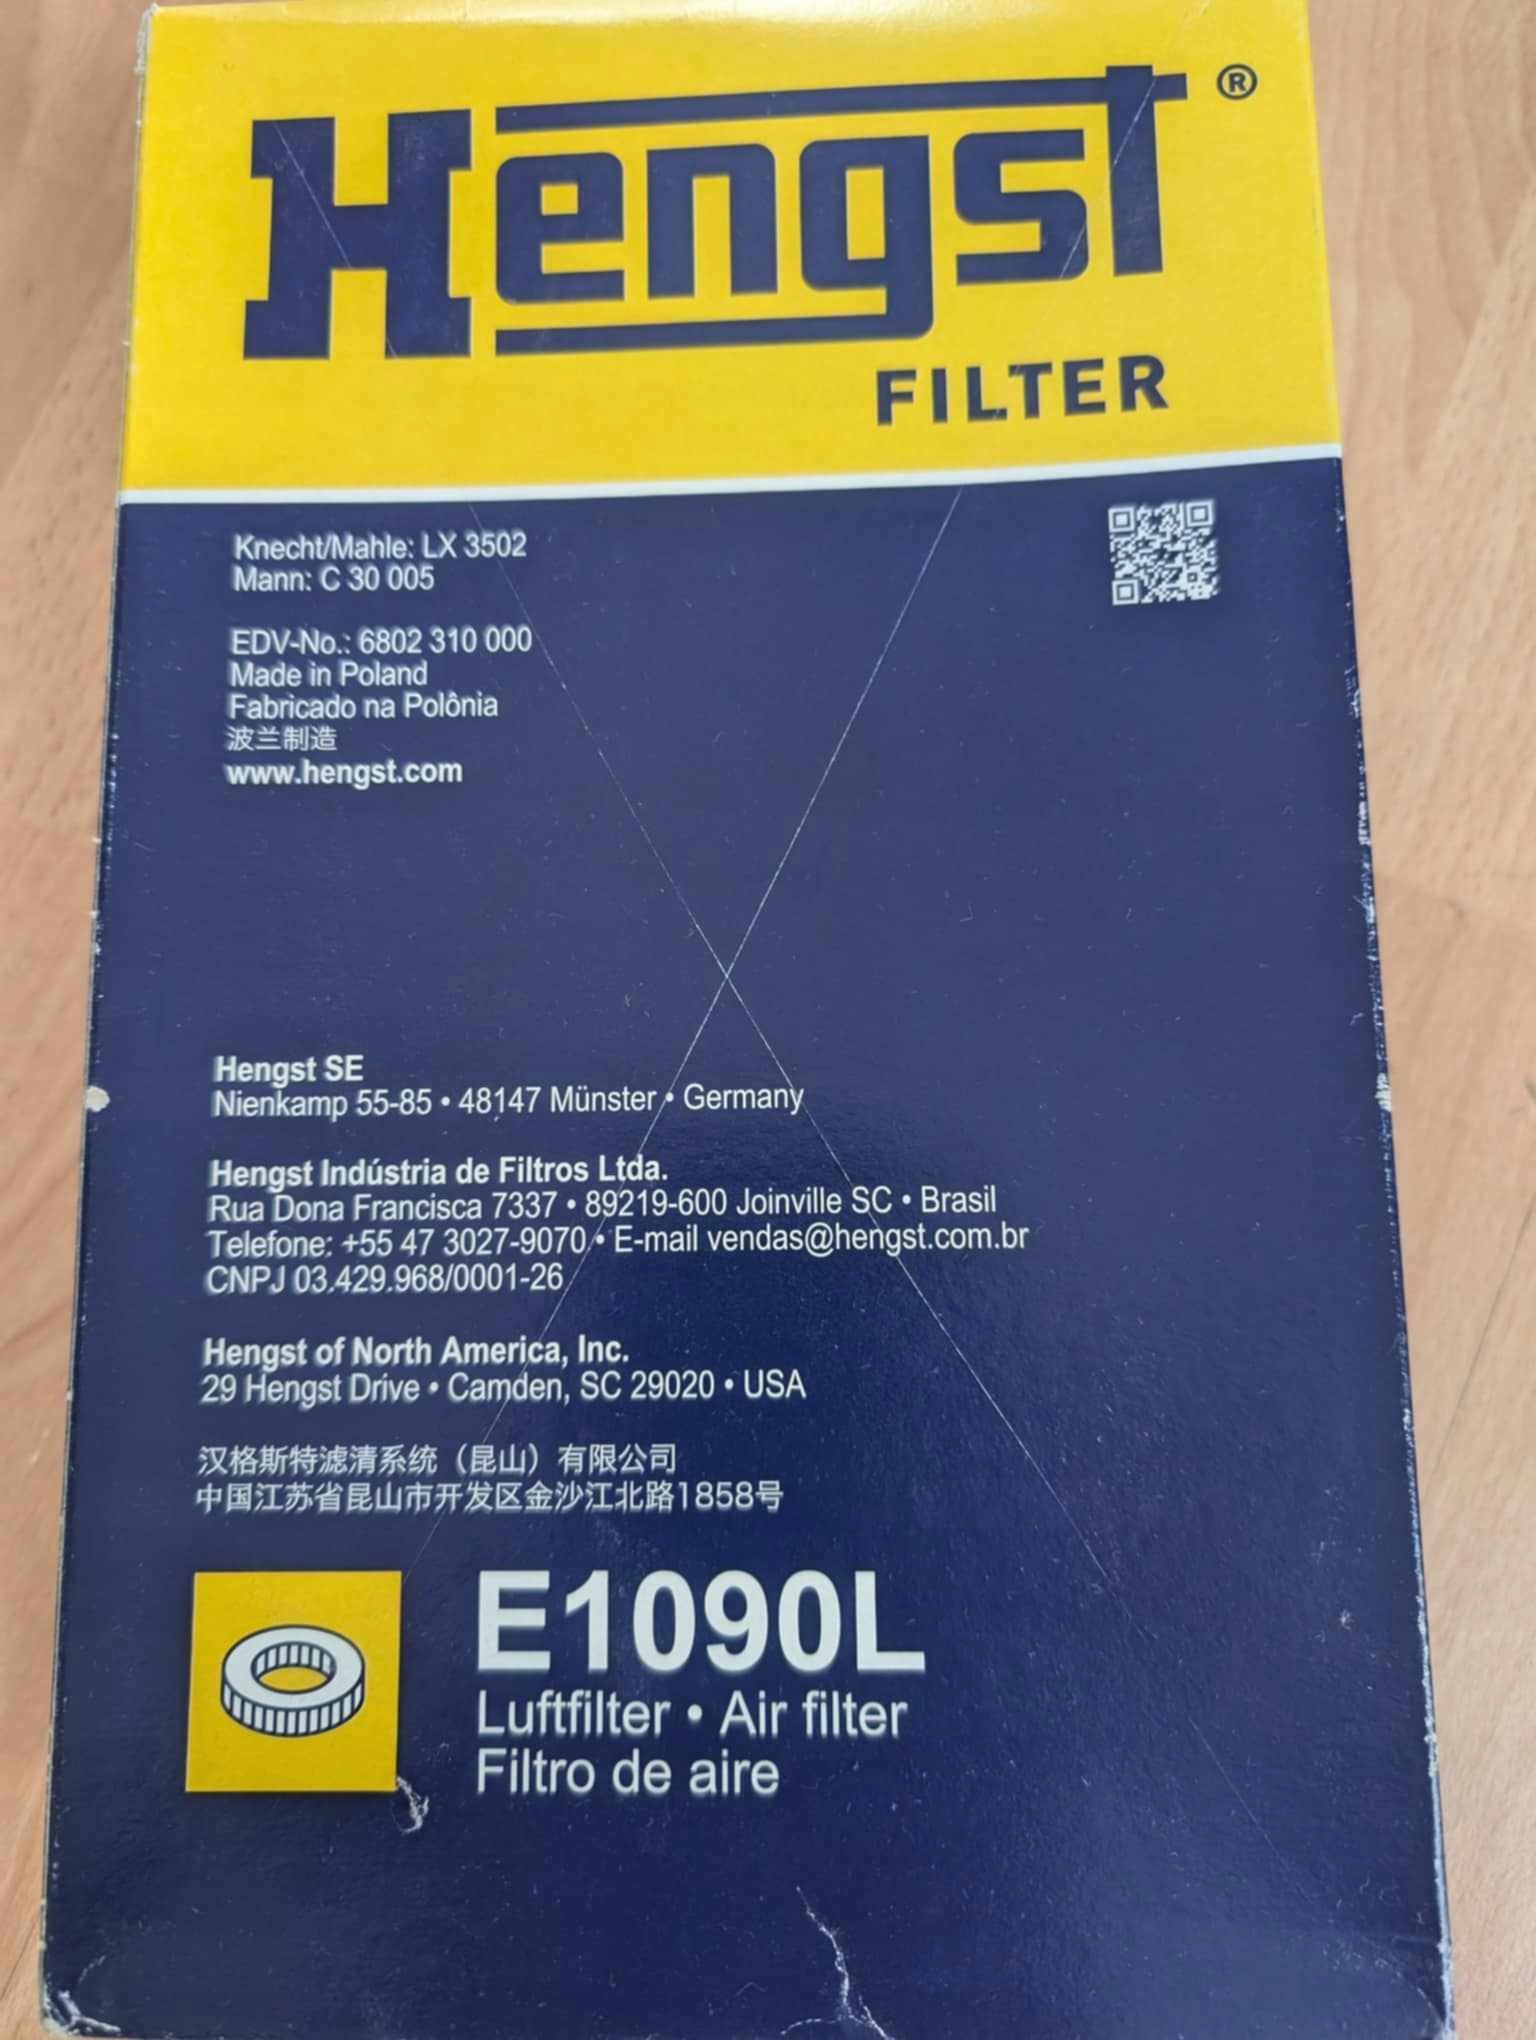 Hengst®
FILTER
Knecht/Mahle: LX 3502
Mann: C 30 005
EDV-No.: 6802 310 000
Made in Poland
Fabricado na Polônia
波兰制造
www.hengst.com
Hengst SE
Nienkamp 55-85 • 48147 Münster • Germany
Hengst Indústria de Filtros Ltda.
Rua Dona Francisca 7337 • 89219-600 Joinville SC • Brasil
Telefone: +55 47 3027-9070 • E-mail vendas@hengst.com.br
CNPJ 03.429.968/0001-26
Hengst of North America, Inc.
29 Hengst Drive • Camden, SC 29020 • USA
汉格斯特滤清系统（昆山）有限公司
中国江苏省昆山市开发区金沙江北路1858号
E1090L
Luftfilter • Air filter
Filtro de aire